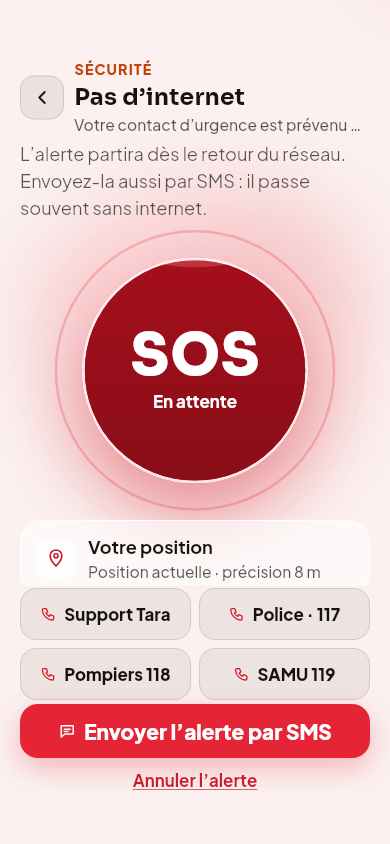 SÉCURITÉ
Pas d’internet
Votre contact d’urgence est prévenu ...
L’alerte partira dès le retour du réseau.
Envoyez-la aussi par SMS : il passe
souvent sans internet.
SOS
En attente
Votre position
Position actuelle · précision 8 m
Support Tara
Police · 117
Pompiers 118
SAMU 119
Envoyer l’alerte par SMS
Annuler l’alerte